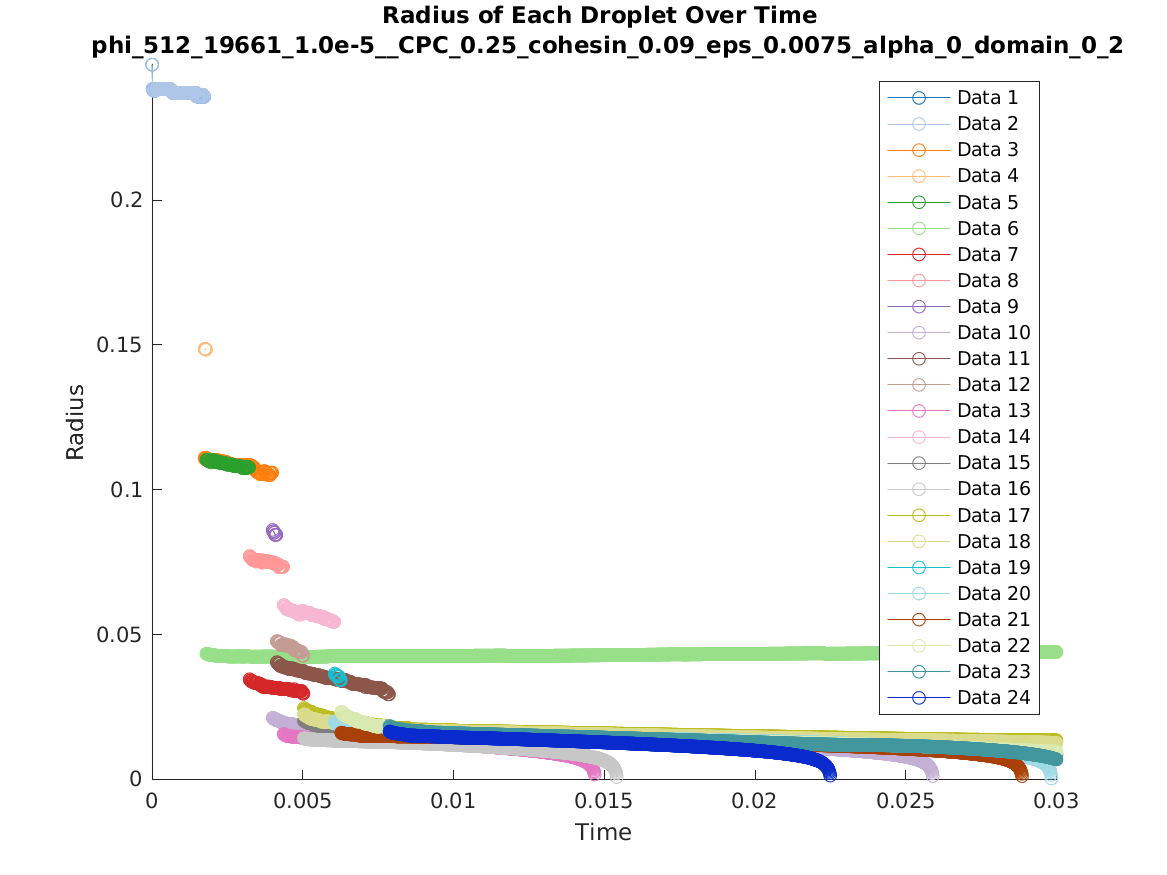 Radius of Each Droplet Over Time
phi_512_19661_1.0e-5__CPC_0.25_cohesin_0.09_eps_0.0075_alpha_0_domain_0_2
Data 1
Data 2
Data 3
Data 4
Data 5
Data 6
Data 7
Data 8
Data 9
Data 10
Data 11
Data 12
Data 13
Data 14
Data 15
Data 16
Data 17
Data 18
Data 19
Data 20
Data 21
Data 22
Data 23
Data 24
Radius
0.2
0.15
0.1
0.05
0
0
0.005
0.01
0.015
0.02
0.025
0.03
Time